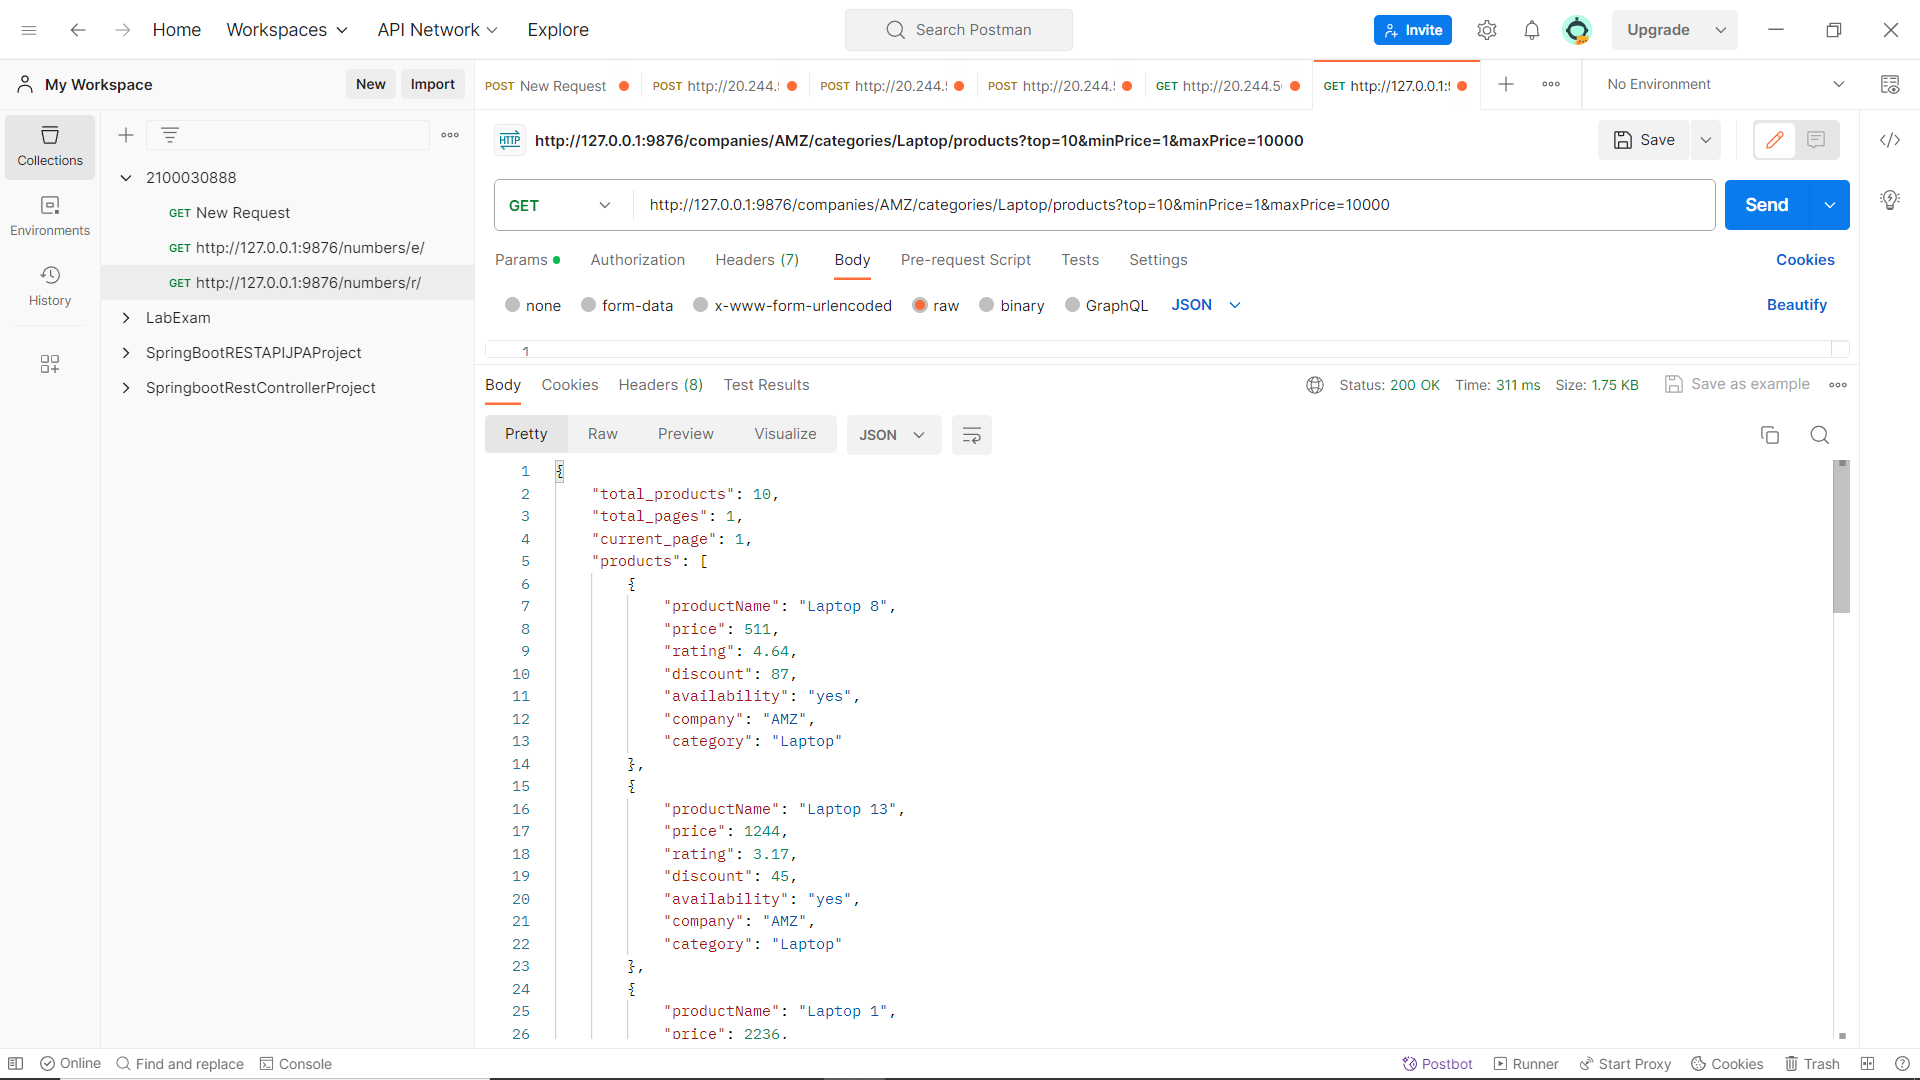 Home Workspaces API Network Explore Search Postman Invite Upgrade
My Workspace New Import
POST New Request POST http://20.244.! POST http://20.244.! POST http://20.244.! GET http://20.244.5 GET http://127.0.0.1: No Environment
Collections
Environments
History
2100030888
GET New Request
GET http://127.0.0.1:9876/numbers/e/
GET http://127.0.0.1:9876/numbers/r/
LabExam
SpringBootRESTAPIJPAProject
SpringbootRestControllerProject
HTTP http://127.0.0.1:9876/companies/AMZ/categories/Laptop/products?top=10&minPrice=1&maxPrice=10000 Save
GET http://127.0.0.1:9876/companies/AMZ/categories/Laptop/products?top=10&minPrice=1&maxPrice=10000 Send
Params Authorization Headers (7) Body Pre-request Script Tests Settings Cookies
none form-data x-www-form-urlencoded raw binary GraphQL JSON Beautify
1
Body Cookies Headers (8) Test Results Status: 200 OK Time: 311 ms Size: 1.75 KB Save as example
Pretty Raw Preview Visualize JSON
1 {
2 "total_products": 10,
3 "total_pages": 1,
4 "current_page": 1,
5 "products": [
6 {
7 "productName": "Laptop 8",
8 "price": 511,
9 "rating": 4.64,
10 "discount": 87,
11 "availability": "yes",
12 "company": "AMZ",
13 "category": "Laptop"
14 },
15 {
16 "productName": "Laptop 13",
17 "price": 1244,
18 "rating": 3.17,
19 "discount": 45,
20 "availability": "yes",
21 "company": "AMZ",
22 "category": "Laptop"
23 },
24 {
25 "productName": "Laptop 1",
26 "price": 2236,
Online Find and replace Console Postbot Runner Start Proxy Cookies Trash